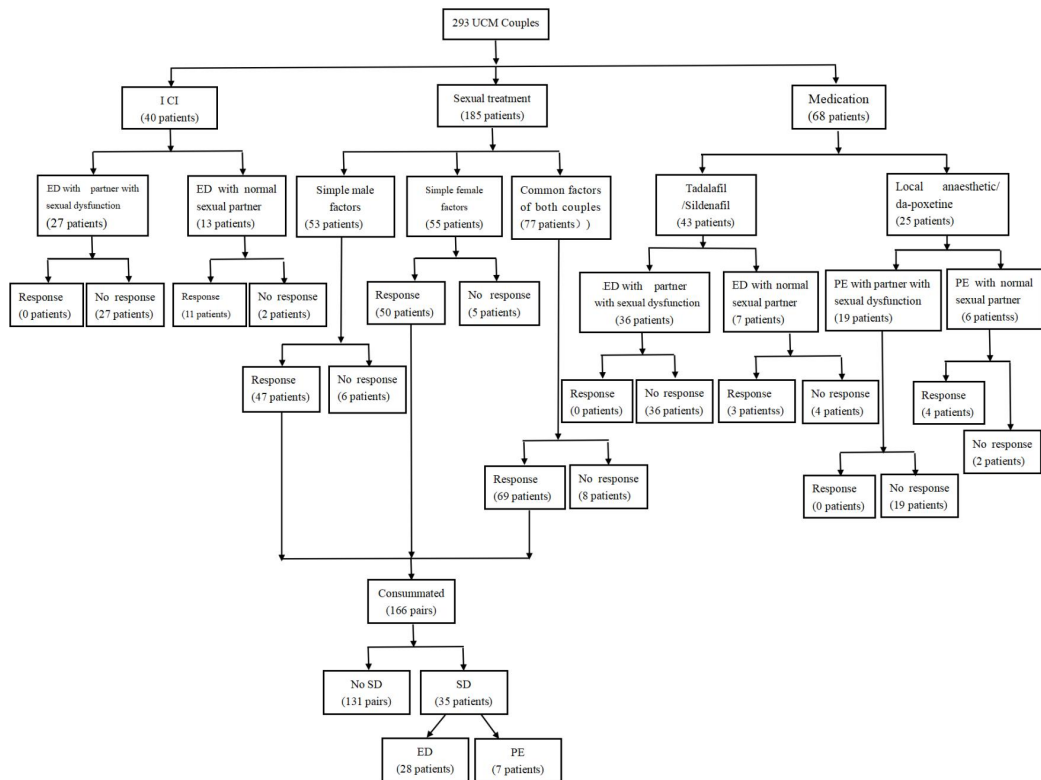 293 UCM Couples
I CI
(40 patients)
Sexual treatment
(185 patients)
Medication
(68 patients)
ED with partner with
sexual dysfunction
(27 patients)
ED with normal
sexual partner
(13 patients)
Simple male
factors
(53 patients)
Simple female
factors
(55 patients)
Common factors
of both couples
(77 patients））
Tadalafil
/Sildenafil
(43 patients)
Local anaesthetic/
da-poxetine
(25 patients)
Response
(0 patients)
No response
(27 patients)
Response
(11 patients)
No response
(2 patients)
Response
(50 patients)
No response
(5 patients)
.ED with partner
with sexual dysfunction
(36 patients)
ED with normal
sexual partner
(7 patients)
PE with partner with
sexual dysfunction
(19 patients)
PE with normal
sexual partner
(6 patientss)
Response
(47 patients)
No response
(6 patients)
Response
(0 patients)
No response
(36 patients)
Response
(3 patientss)
No response
(4 patients)
Response
(4 patients)
No response
(2 patients)
Response
(69 patients)
No response
(8 patients)
Response
(0 patients)
No response
(19 patients)
Consummated
(166 pairs)
No SD
(131 pairs)
SD
(35 patients)
ED
(28 patients)
PE
(7 patients)